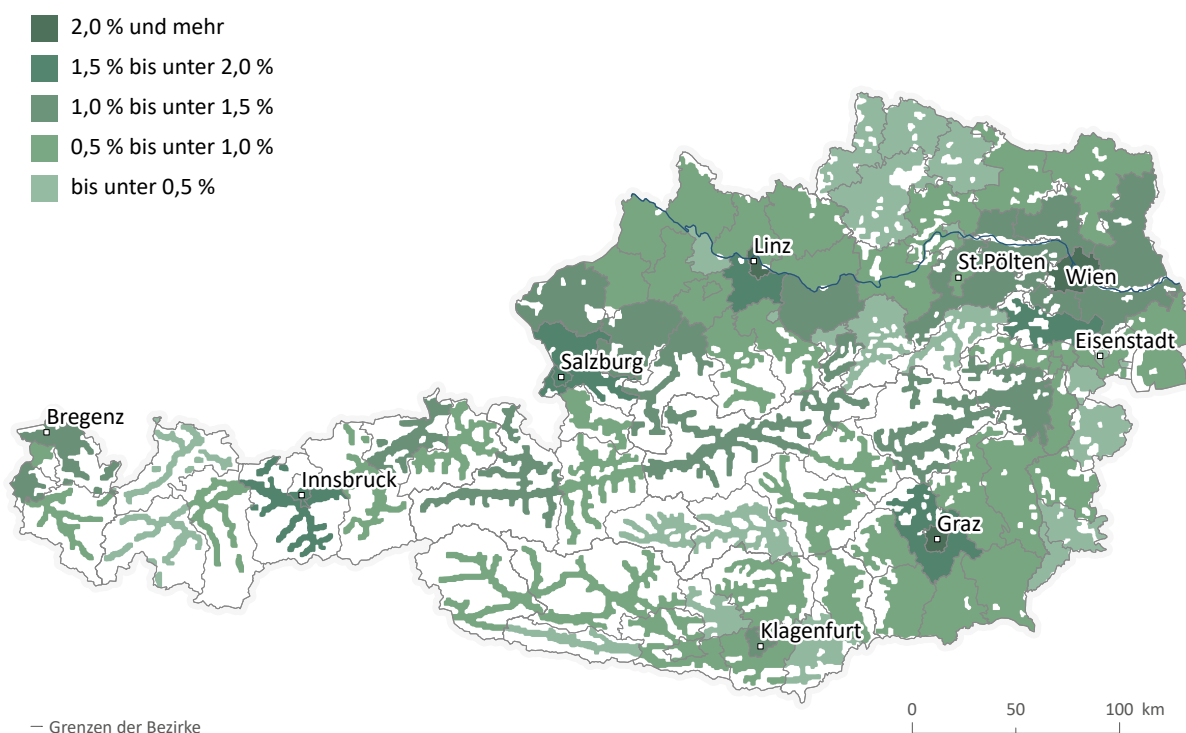 2,0 % und mehr
1,5 % bis unter 2,0 %
1,0 % bis unter 1,5 %
0,5 % bis unter 1,0 %
bis unter 0,5 %
Linz
St.Pölten
Wien
Eisenstadt
Salzburg
Bregenz
Innsbruck
Graz
Klagenfurt
0 50 100 km
— Grenzen der Bezirke